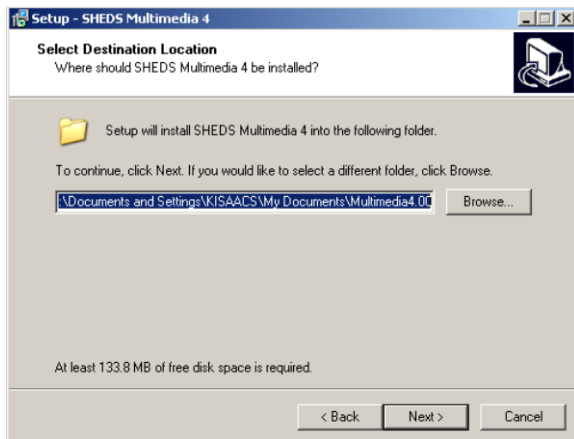 Setup - SHEDS Multimedia 4
Select Destination Location
Where should SHEDS Multimedia 4 be installed?
Setup will install SHEDS Multimedia 4 into the following folder.
To continue, click Next. If you would like to select a different folder, click Browse.
:\Documents and Settings\KISAACS\My Documents\Multimedia4.00
Browse...
At least 133.8 MB of free disk space is required.
< Back
Next >
Cancel